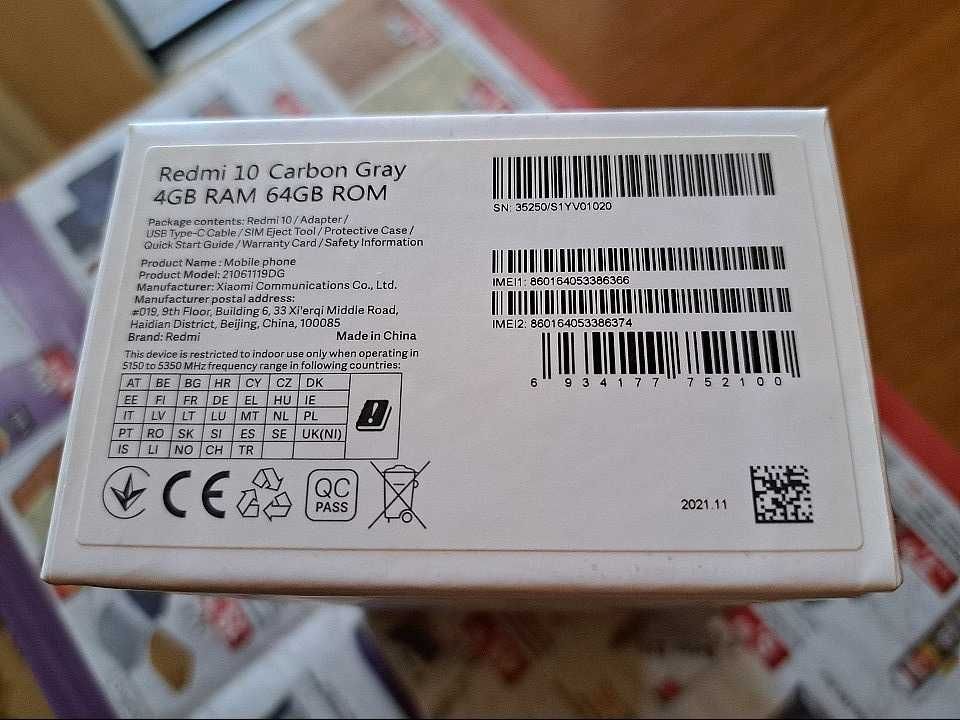 Redmi 10 Carbon Gray
4GB RAM 64GB ROM
Package contents: Redmi 10 / Adapter /
USB Type-C Cable / SIM Eject Tool / Protective Case /
Quick Start Guide / Warranty Card / Safety Information
Product Name : Mobile phone
Product Model: 21061119DG
Manufacturer: Xiaomi Communications Co., Ltd.
Manufacturer postal address:
#019, 9th Floor, Building 6, 33 Xi'erqi Middle Road,
Haidian District, Beijing, China, 100085
Brand: Redmi Made in China
This device is restricted to indoor use only when operating in
5150 to 5350 MHz frequency range in following countries:
AT BE BG HR CY CZ DK
EE FI FR DE EL HU IE
IT LV LT LU MT NL PL
PT RO SK SI ES SE UK(NI)
IS LI NO CH TR
CE
QC
PASS
SN: 35250/S1YV01020
IMEI1: 860164053386366
IMEI2: 860164053386374
6 934177 752100
2021.11